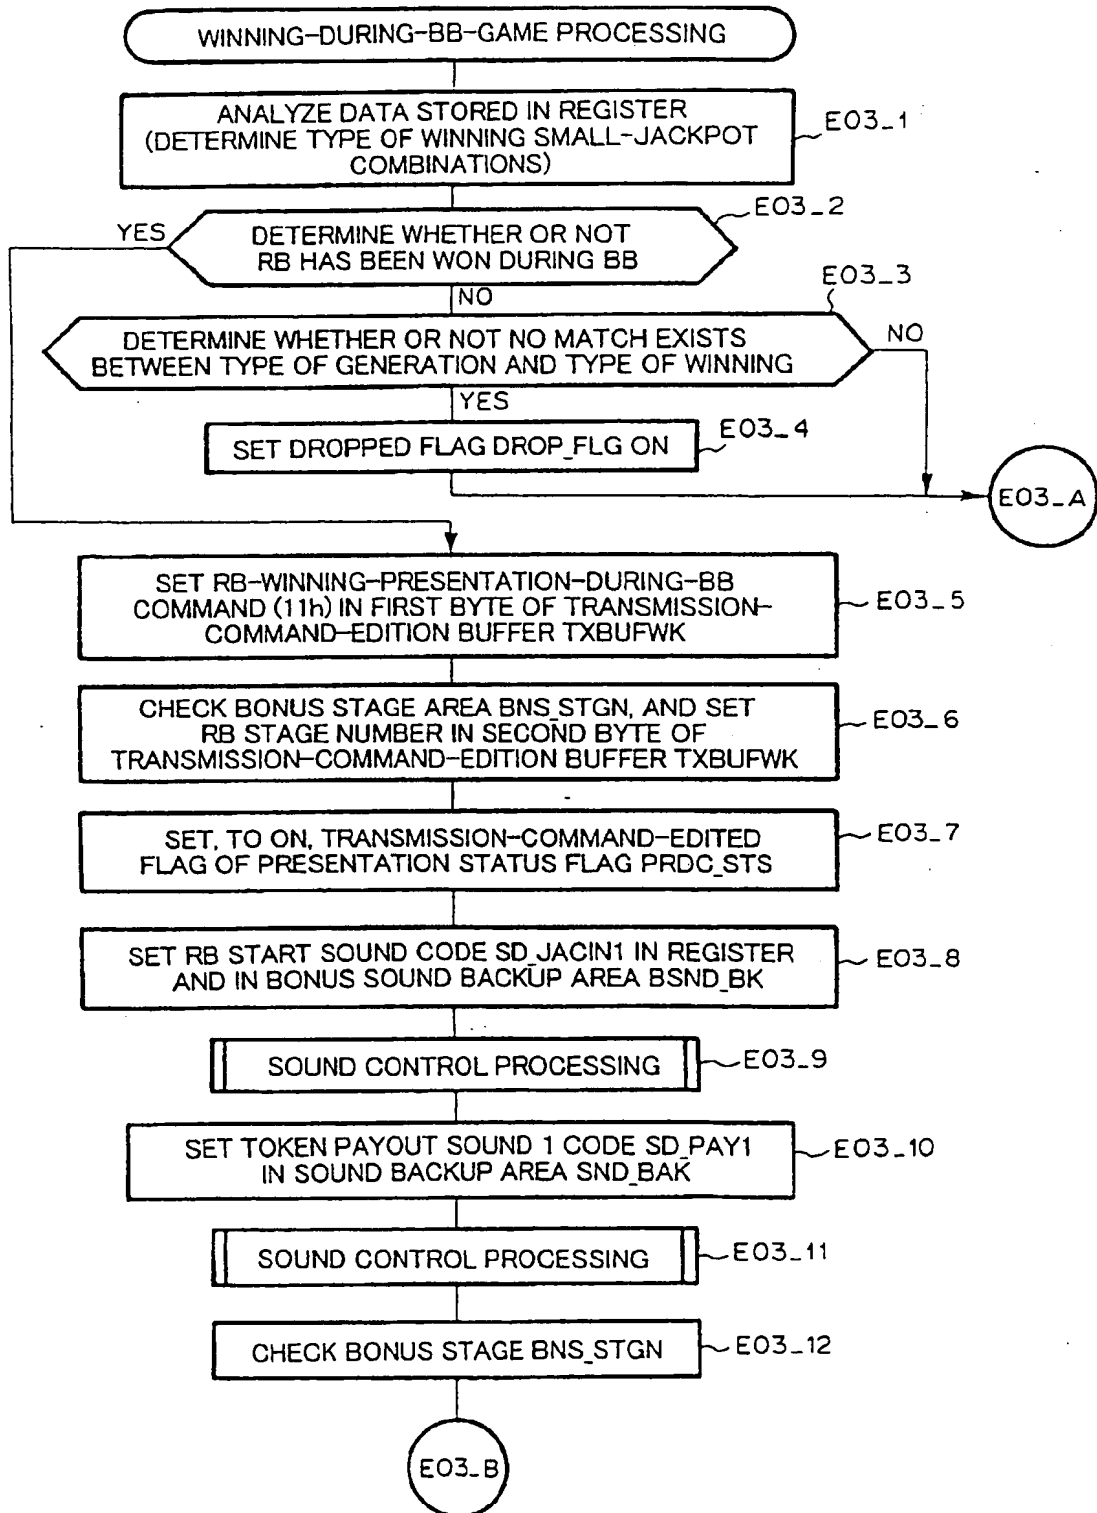 WINNING-DURING-BB-GAME PROCESSING
ANALYZE DATA STORED IN REGISTER
(DETERMINE TYPE OF WINNING SMALL-JACKPOT
COMBINATIONS)
E03_1
E03_2
YES
DETERMINE WHETHER OR NOT
RB HAS BEEN WON DURING BB
NO
E03_3
DETERMINE WHETHER OR NOT NO MATCH EXISTS
BETWEEN TYPE OF GENERATION AND TYPE OF WINNING
NO
YES
SET DROPPED FLAG DROP_FLG ON
E03_4
E03_A
SET RB-WINNING-PRESENTATION-DURING-BB
COMMAND (11h) IN FIRST BYTE OF TRANSMISSION-
COMMAND-EDITION BUFFER TXBUFWK
E03_5
CHECK BONUS STAGE AREA BNS_STGN, AND SET
RB STAGE NUMBER IN SECOND BYTE OF
TRANSMISSION-COMMAND-EDITION BUFFER TXBUFWK
E03_6
SET, TO ON, TRANSMISSION-COMMAND-EDITED
FLAG OF PRESENTATION STATUS FLAG PRDC_STS
E03_7
SET RB START SOUND CODE SD_JACIN1 IN REGISTER
AND IN BONUS SOUND BACKUP AREA BSND_BK
E03_8
SOUND CONTROL PROCESSING
E03_9
SET TOKEN PAYOUT SOUND 1 CODE SD_PAY1
IN SOUND BACKUP AREA SND_BAK
E03_10
SOUND CONTROL PROCESSING
E03_11
CHECK BONUS STAGE BNS_STGN
E03_12
E03_B